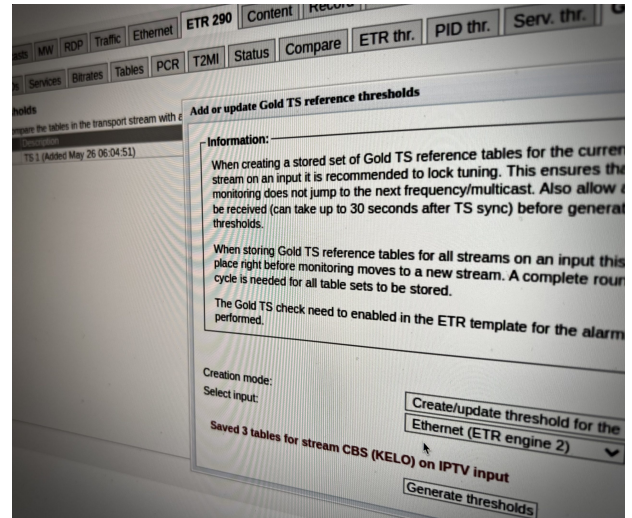 ETR 290 Content Record
asts MW RDP Traffic Ethernet
Services Bitrates Tables PCR T2MI Status Compare ETR thr. PID thr. Serv. thr.
holds
mpare the tables in the transport stream with a
Description
TS 1 (Added May 26 06:04:51)
Add or update Gold TS reference thresholds
Information:
When creating a stored set of Gold TS reference tables for the curren
stream on an input it is recommended to lock tuning. This ensures tha
monitoring does not jump to the next frequency/multicast. Also allow a
be received (can take up to 30 seconds after TS sync) before generat
thresholds.
When storing Gold TS reference tables for all streams on an input this
place right before monitoring moves to a new stream. A complete roun
cycle is needed for all table sets to be stored.
The Gold TS check need to enabled in the ETR template for the alarm
performed.
Creation mode:
Create/update threshold for the
Select input:
Ethernet (ETR engine 2)
Saved 3 tables for stream CBS (KELO) on IPTV input
Generate thresholds